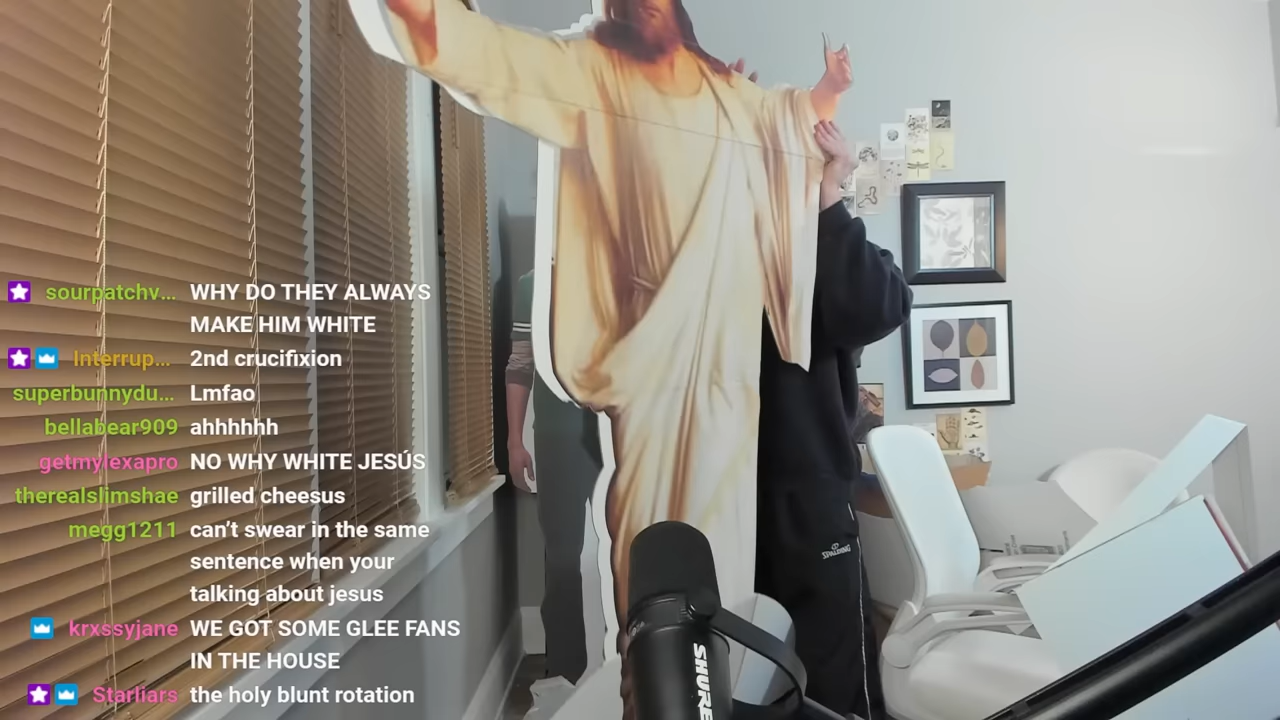 sourpatchv... WHY DO THEY ALWAYS
MAKE HIM WHITE
Interrup... 2nd crucifixion
superbunnydu... Lmfao
bellabear909 ahhhhhh
getmylexapro NO WHY WHITE JESÚS
therealslimshae grilled cheesus
megg1211 can't swear in the same
sentence when your
talking about jesus
krxssyjane WE GOT SOME GLEE FANS
IN THE HOUSE
Starliars the holy blunt rotation
SPALDING
SHURE